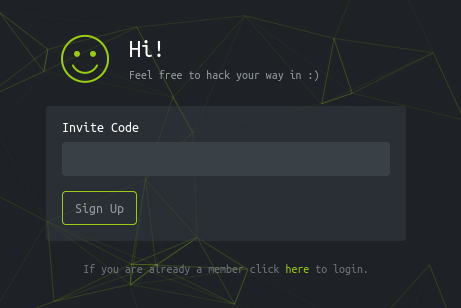 Hi!
Feel free to hack your way in :)
Invite Code
Sign Up
If you are already a member click here to login.